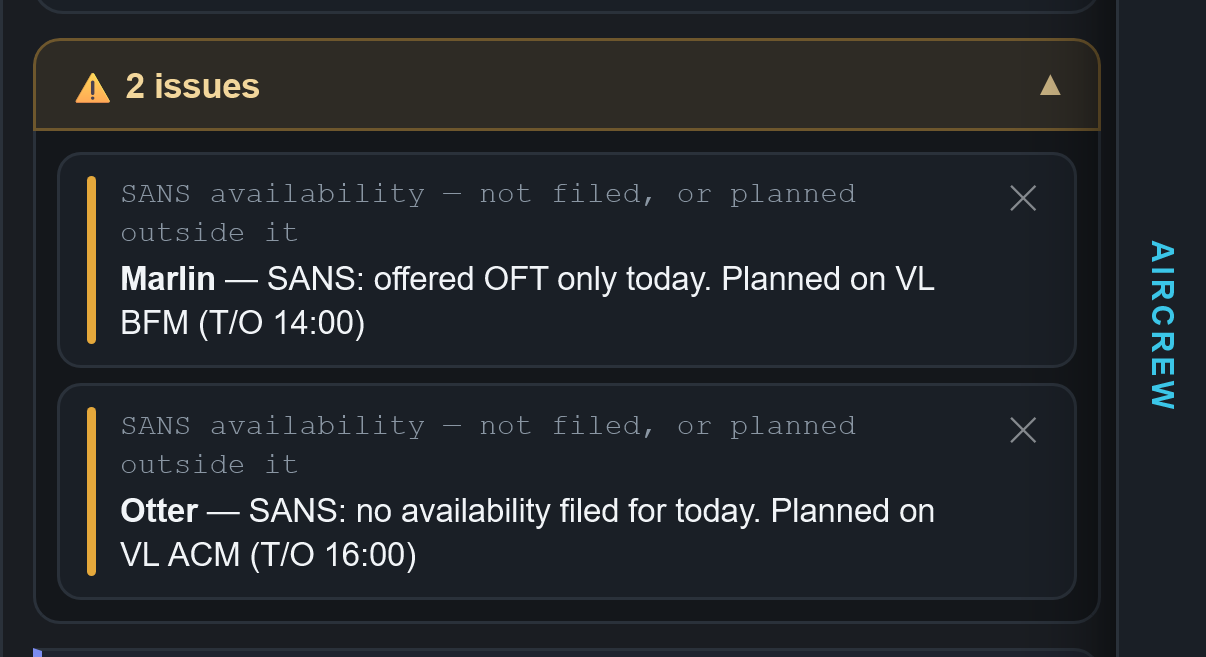 ⚠️ 2 issues ▲
SANS availability — not filed, or planned
outside it
Marlin — SANS: offered OFT only today. Planned on VL
BFM (T/O 14:00)
SANS availability — not filed, or planned
outside it
Otter — SANS: no availability filed for today. Planned on
VL ACM (T/O 16:00)
AIRCREW